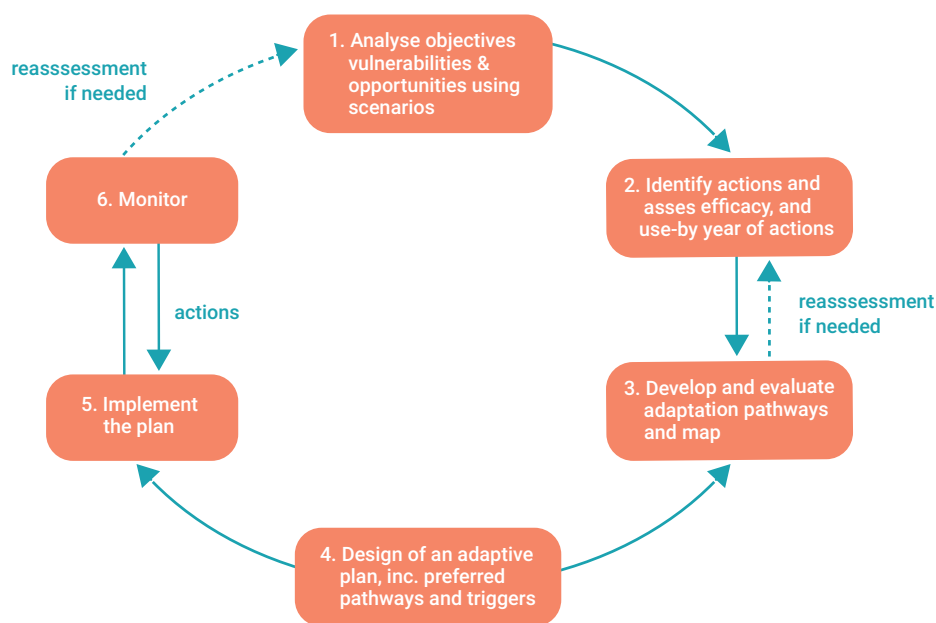 1. Analyse objectives
vulnerabilities &
opportunities using
scenarios
reasssessment
if needed
6. Monitor
2. Identify actions and
asses efficacy, and
use-by year of actions
actions
reasssessment
if needed
5. Implement
the plan
3. Develop and evaluate
adaptation pathways
and map
4. Design of an adaptive
plan, inc. preferred
pathways and triggers